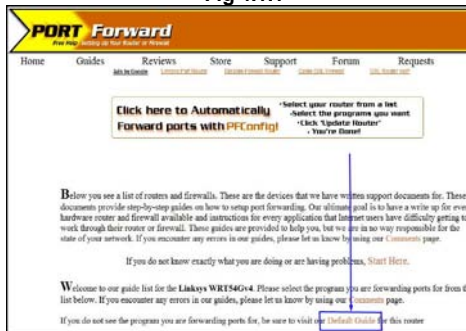 PORT Forward
Free Help Setting up Your Router or Firewall
Home Guides Reviews Store Support Forum Requests
Ads by Google
Click here to Automatically
Forward ports with PFConfig!
•Select your router from a list
•Select the programs you want
•Click 'Update Router'
• You're Done!
Below you see a list of routers and firewalls. These are the devices that we have written support documents for. These
documents provide step-by-step guides on how to setup port forwarding. Our ultimate goal is to have a write up for ever
hardware router and firewall available and instructions for every application that Internet users have difficulty getting to
work through their router or firewall. These guides are provided to help you, but we are in no way responsible for the
state of your network. If you encounter any errors in our guides, please let us know by using our Comments page.
If you do not know exactly what you are doing or are having problems, Start Here.
Welcome to our guide list for the Linksys WRT54Gv4. Please select the program you are forwarding ports for from t
list below. If you encounter any errors in our guides, please let us know by using our Comments page.
If you do not see the program you are forwarding ports for, be sure to visit our Default Guide for this router